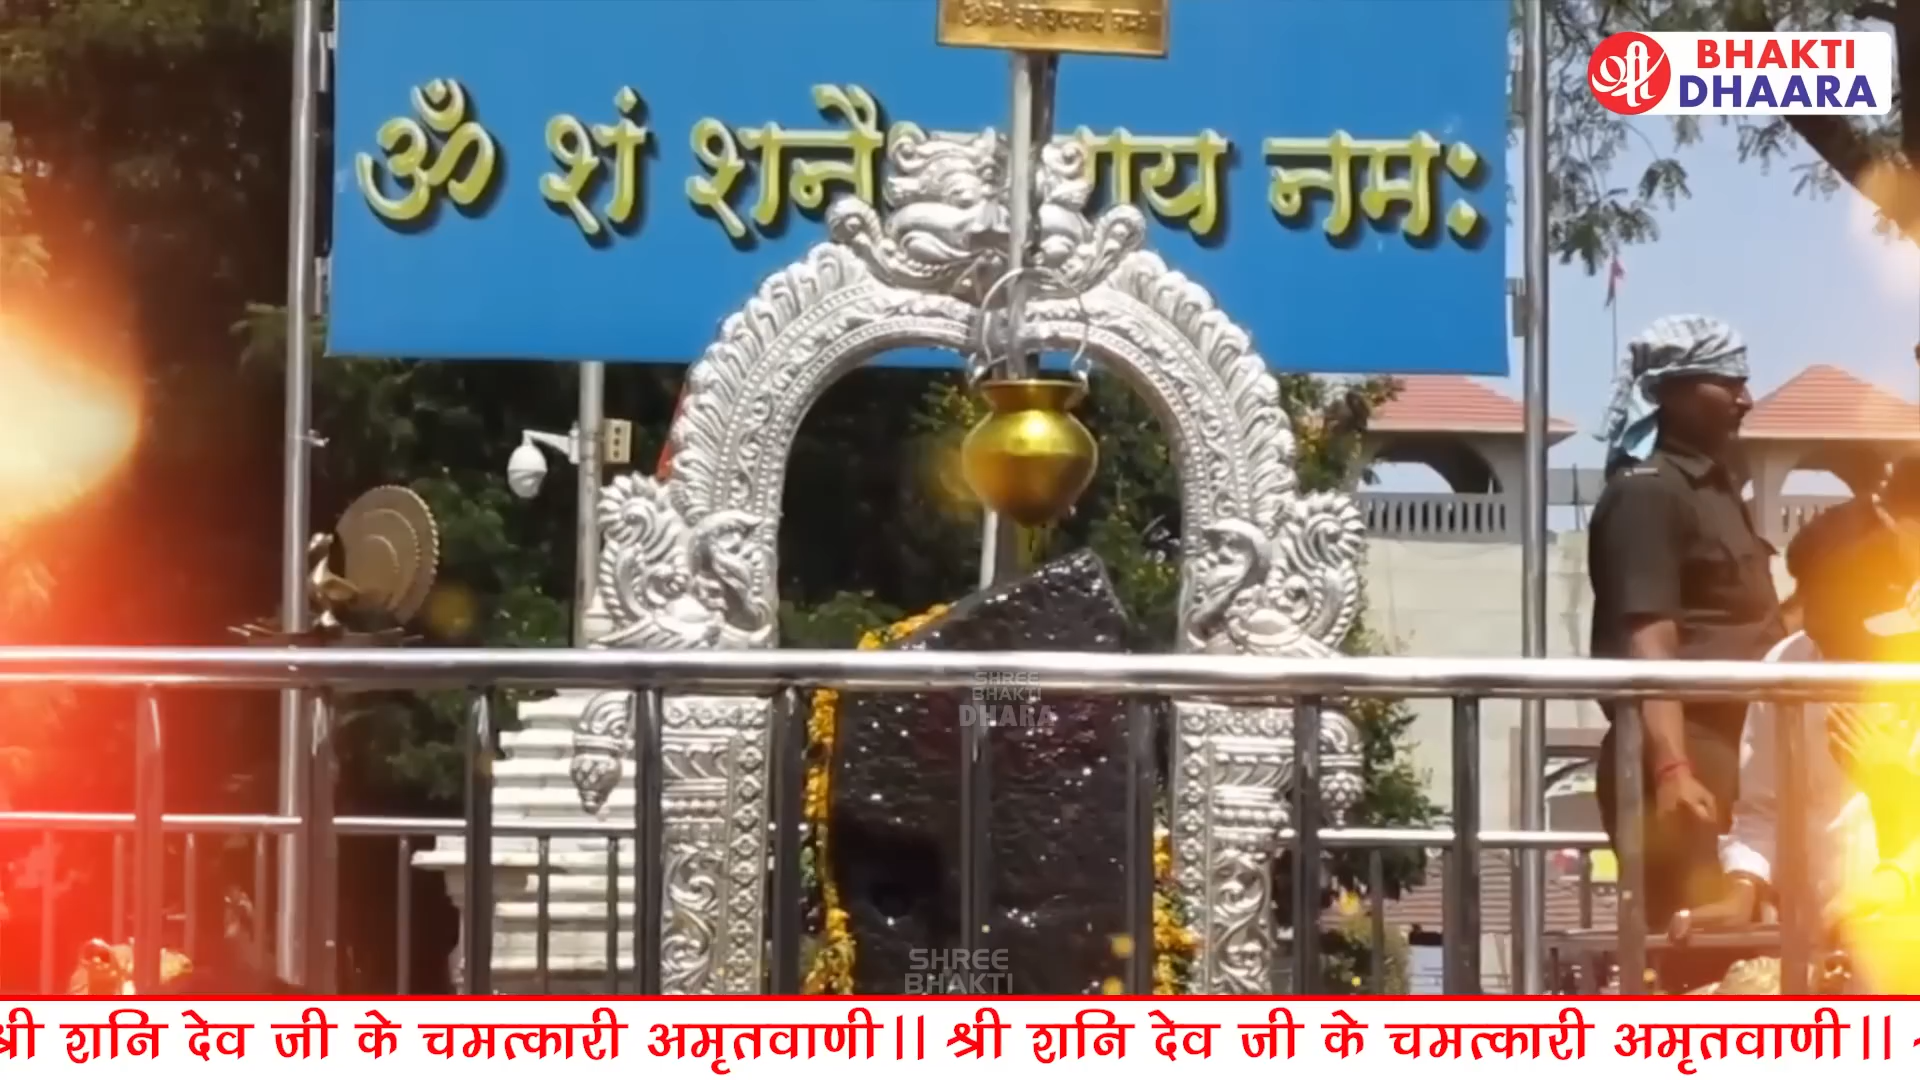 ॐ शं शनै राय नमः
BHAKTI
DHAARA
SHREE
BHAKTI
DHARA
SHREE
BHAKTI
श्री शनि देव जी के चमत्कारी अमृतवाणी।। श्री शनि देव जी के चमत्कारी अमृतवाणी।।